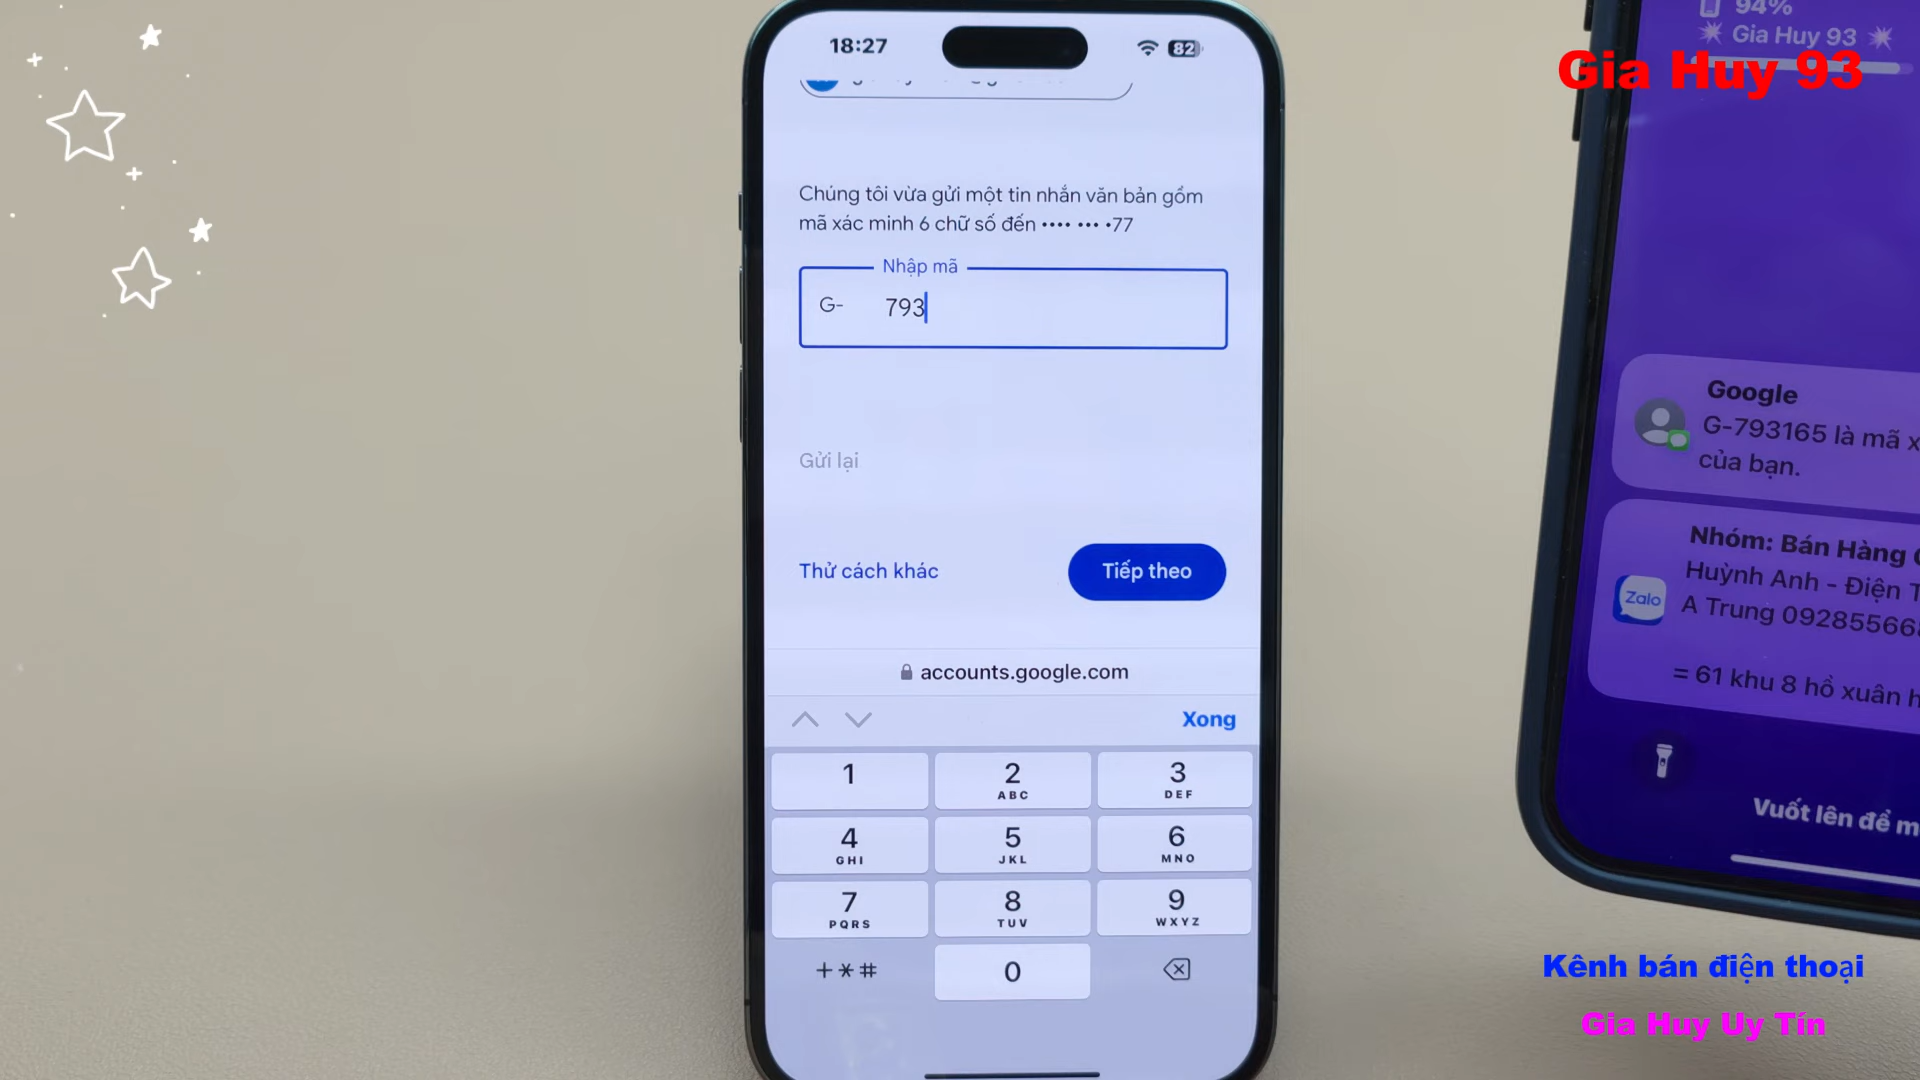 18:27
82
Chúng tôi vừa gửi một tin nhắn văn bản gồm
mã xác minh 6 chữ số đến •••• ••• •77
Nhập mã
G- 793
Gửi lại
Thử cách khác
Tiếp theo
accounts.google.com
Xong
1
2
ABC
3
DEF
4
GHI
5
JKL
6
MNO
7
PQRS
8
TUV
9
WXYZ
+*#
0
94%
Gia Huy 93
Gia Huy 93
Google
G-793165 là mã x
của bạn.
Nhóm: Bán Hàng
Huỳnh Anh - Điện T
Zalo
A Trung 092855668
= 61 khu 8 hồ xuân h
Vuốt lên để m
Kênh bán điện thoại
Gia Huy Uy Tín